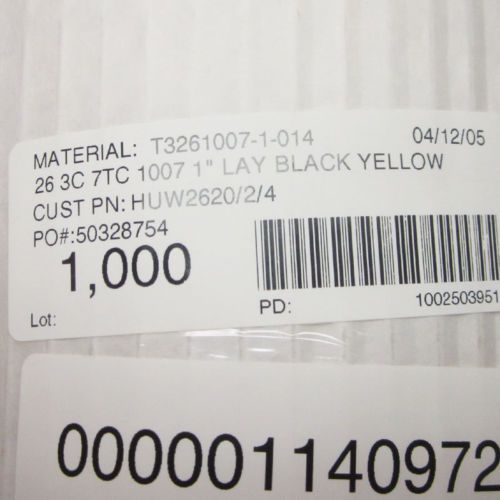 MATERIAL: T3261007-1-014 04/12/05
26 3C 7TC 1007 1" LAY BLACK YELLOW
CUST PN: HUW2620/2/4
PO#:50328754
1,000
Lot: PD: 1002503951
000001140972